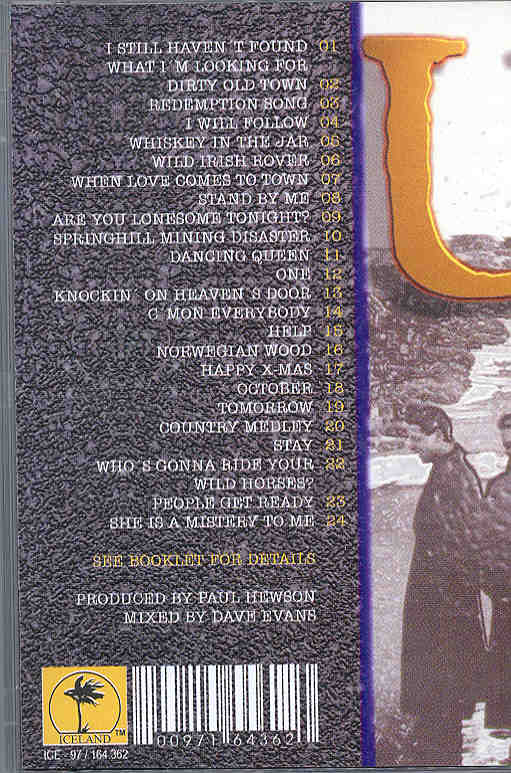 I STILL HAVEN´T FOUND 01
WHAT I´M LOOKING FOR
DIRTY OLD TOWN 02
REDEMPTION SONG 03
I WILL FOLLOW 04
WHISKEY IN THE JAR 05
WILD IRISH ROVER 06
WHEN LOVE COMES TO TOWN 07
STAND BY ME 08
ARE YOU LONESOME TONIGHT? 09
SPRINGHILL MINING DISASTER 10
DANCING QUEEN 11
ONE 12
KNOCKIN´ ON HEAVEN´S DOOR 13
C´MON EVERYBODY 14
HELP 15
NORWEGIAN WOOD 16
HAPPY X-MAS 17
OCTOBER 18
TOMORROW 19
COUNTRY MEDLEY 20
STAY 21
WHO´S GONNA RIDE YOUR 22
WILD HORSES?
PEOPLE GET READY 23
SHE IS A MISTERY TO ME 24
SEE BOOKLET FOR DETAILS
PRODUCED BY PAUL HEWSON
MIXED BY DAVE EVANS
ICELAND TM
ICE - 97 / 164.362
00971 64362
U